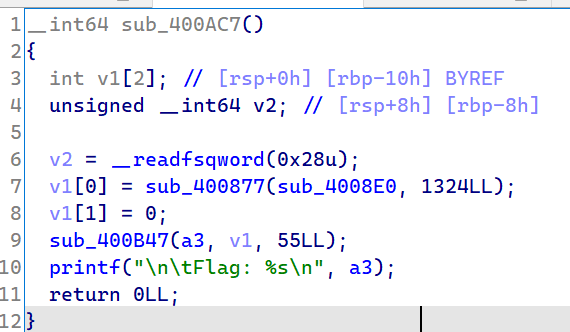 1 __int64 sub_400AC7()
2 {
3 int v1[2]; // [rsp+0h] [rbp-10h] BYREF
4 unsigned __int64 v2; // [rsp+8h] [rbp-8h]
5
6 v2 = __readfsqword(0x28u);
7 v1[0] = sub_400877(sub_4008E0, 1324LL);
8 v1[1] = 0;
9 sub_400B47(a3, v1, 55LL);
10 printf("\n\tFlag: %s\n", a3);
11 return 0LL;
12 }